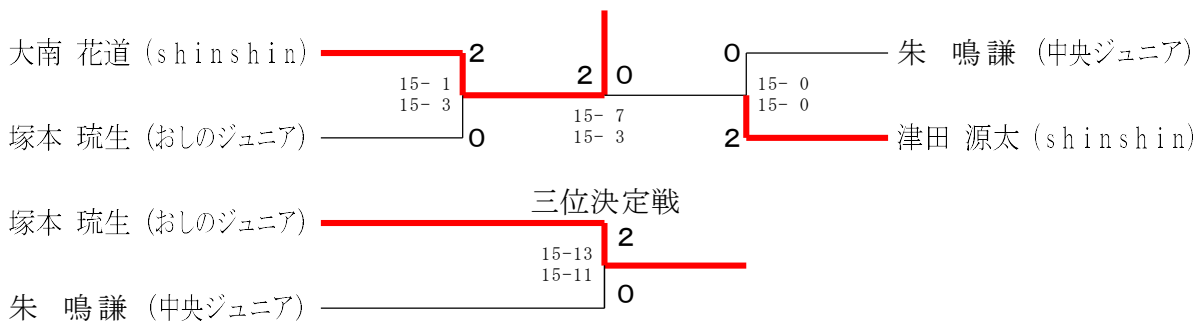 大南 花道 (shinshin)
2
15- 1
15- 3
塚本 琉生 (おしのジュニア)
0
2 0
15- 7
15- 3
0
朱 鳴謙 (中央ジュニア)
15- 0
15- 0
2
津田 源太 (shinshin)
三位決定戦
塚本 琉生 (おしのジュニア)
2
15-13
15-11
朱 鳴謙 (中央ジュニア)
0